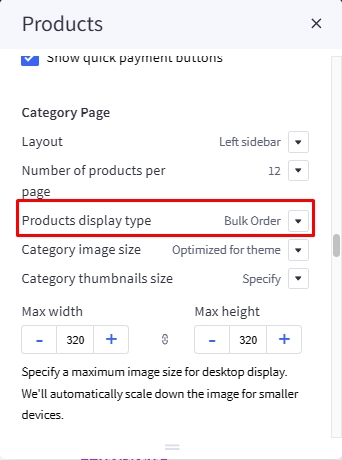 Products
Show quick payment buttons
Category Page
Layout Left sidebar
Number of products per 12
page
Products display type Bulk Order
Category image size Optimized for theme
Category thumbnails size Specify
Max width Max height
- 320 + - 320 +
Specify a maximum image size for desktop display.
We'll automatically scale down the image for smaller
devices.